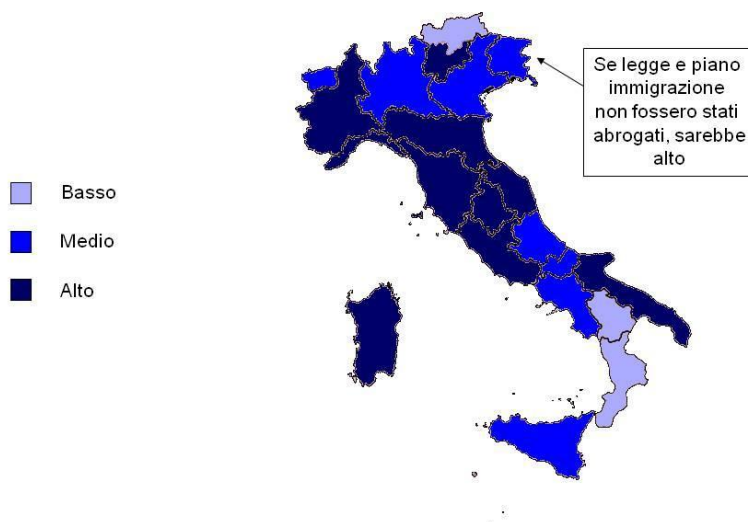 Se legge e piano
immigrazione
non fossero stati
abrogati, sarebbe
alto
Basso
Medio
Alto